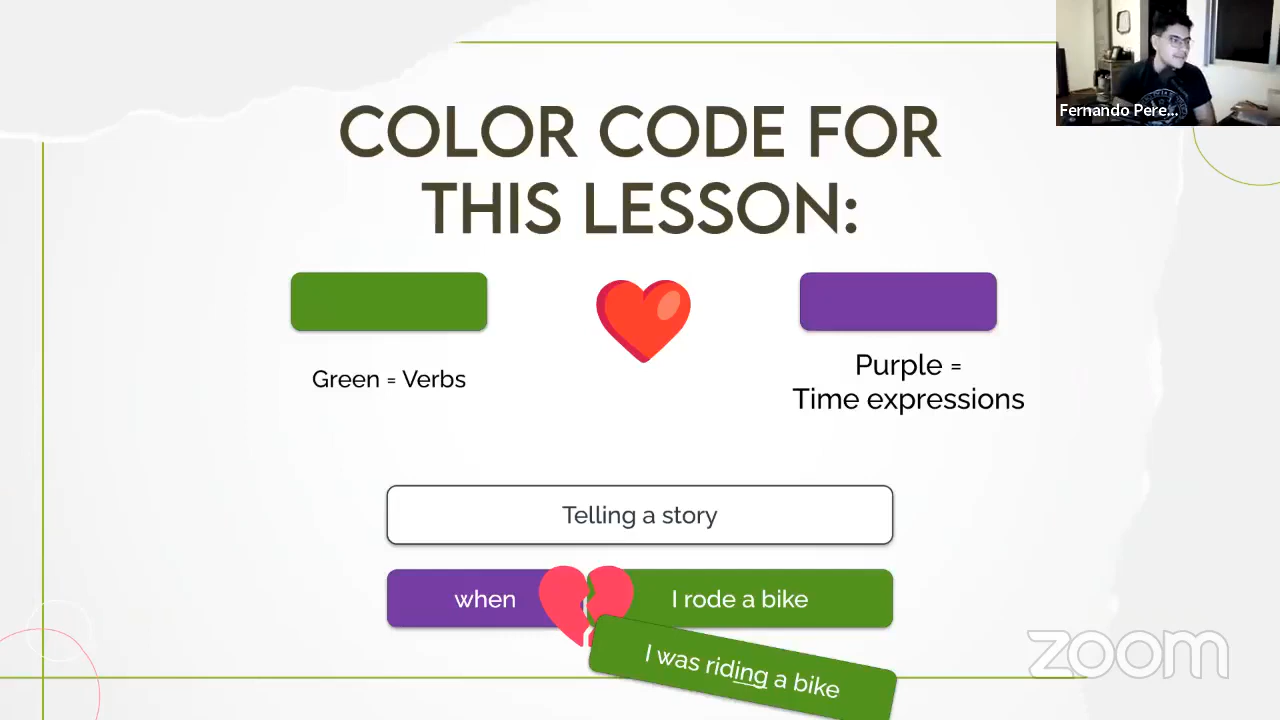 COLOR CODE FOR
THIS LESSON:
Fernando Pere...
Green = Verbs
Purple =
Time expressions
Telling a story
when
I rode a bike
I was riding a bike
zoom